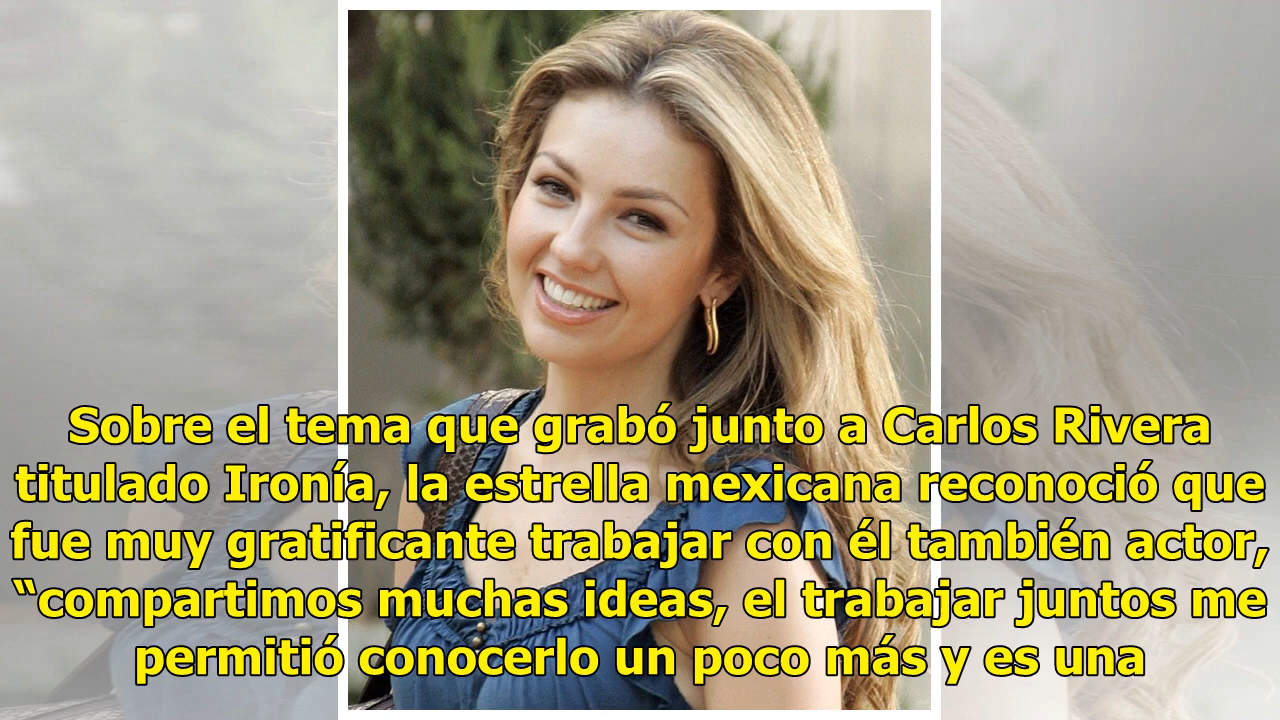 Sobre el tema que grabó junto a Carlos Rivera
titulado Ironía, la estrella mexicana reconoció que
fue muy gratificante trabajar con él también actor,
“compartimos muchas ideas, el trabajar juntos me
permitió conocerlo un poco más y es una